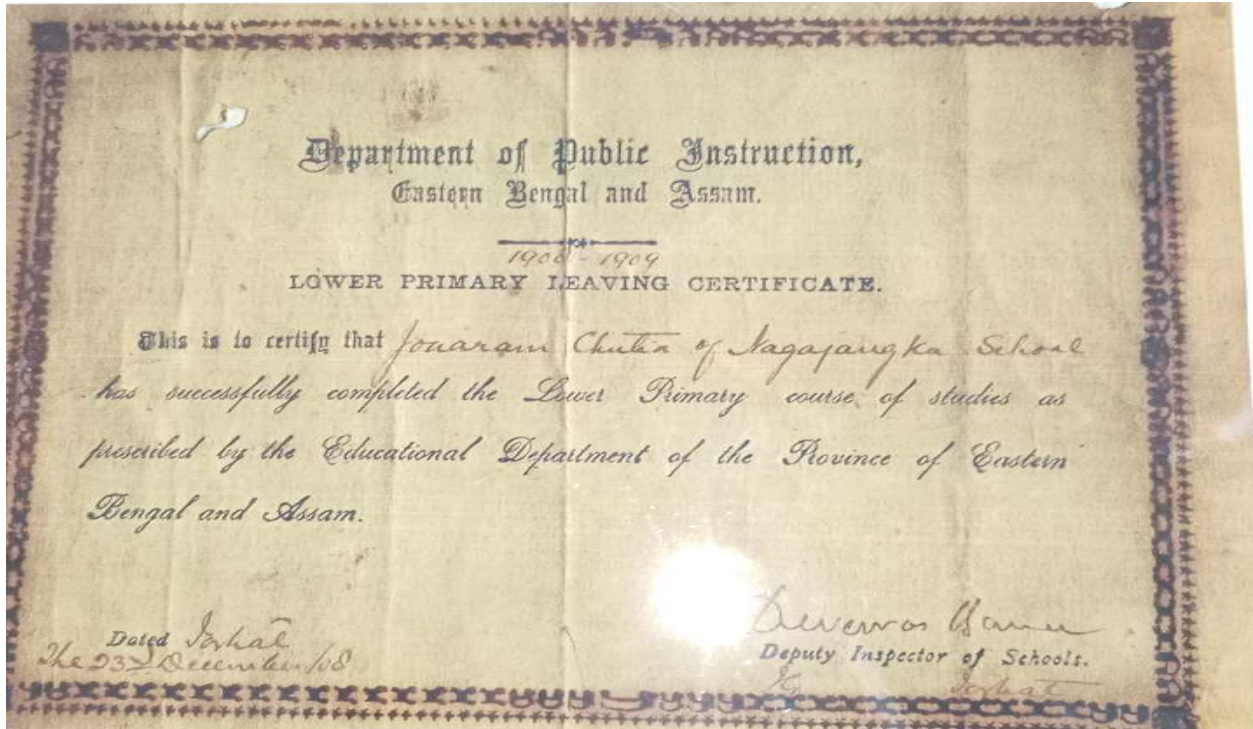 Department of Public Instruction,
Eastern Bengal and Assam.
1908 - 1909
LOWER PRIMARY LEAVING CERTIFICATE.
This is to certify that Jonaram Chutia of Nagajangka School
has successfully completed the Lower Primary course of studies as
prescribed by the Educational Department of the Province of Eastern
Bengal and Assam.
Dated Jorhat
The 23rd December/08
Deputy Inspector of Schools.
Jorhat